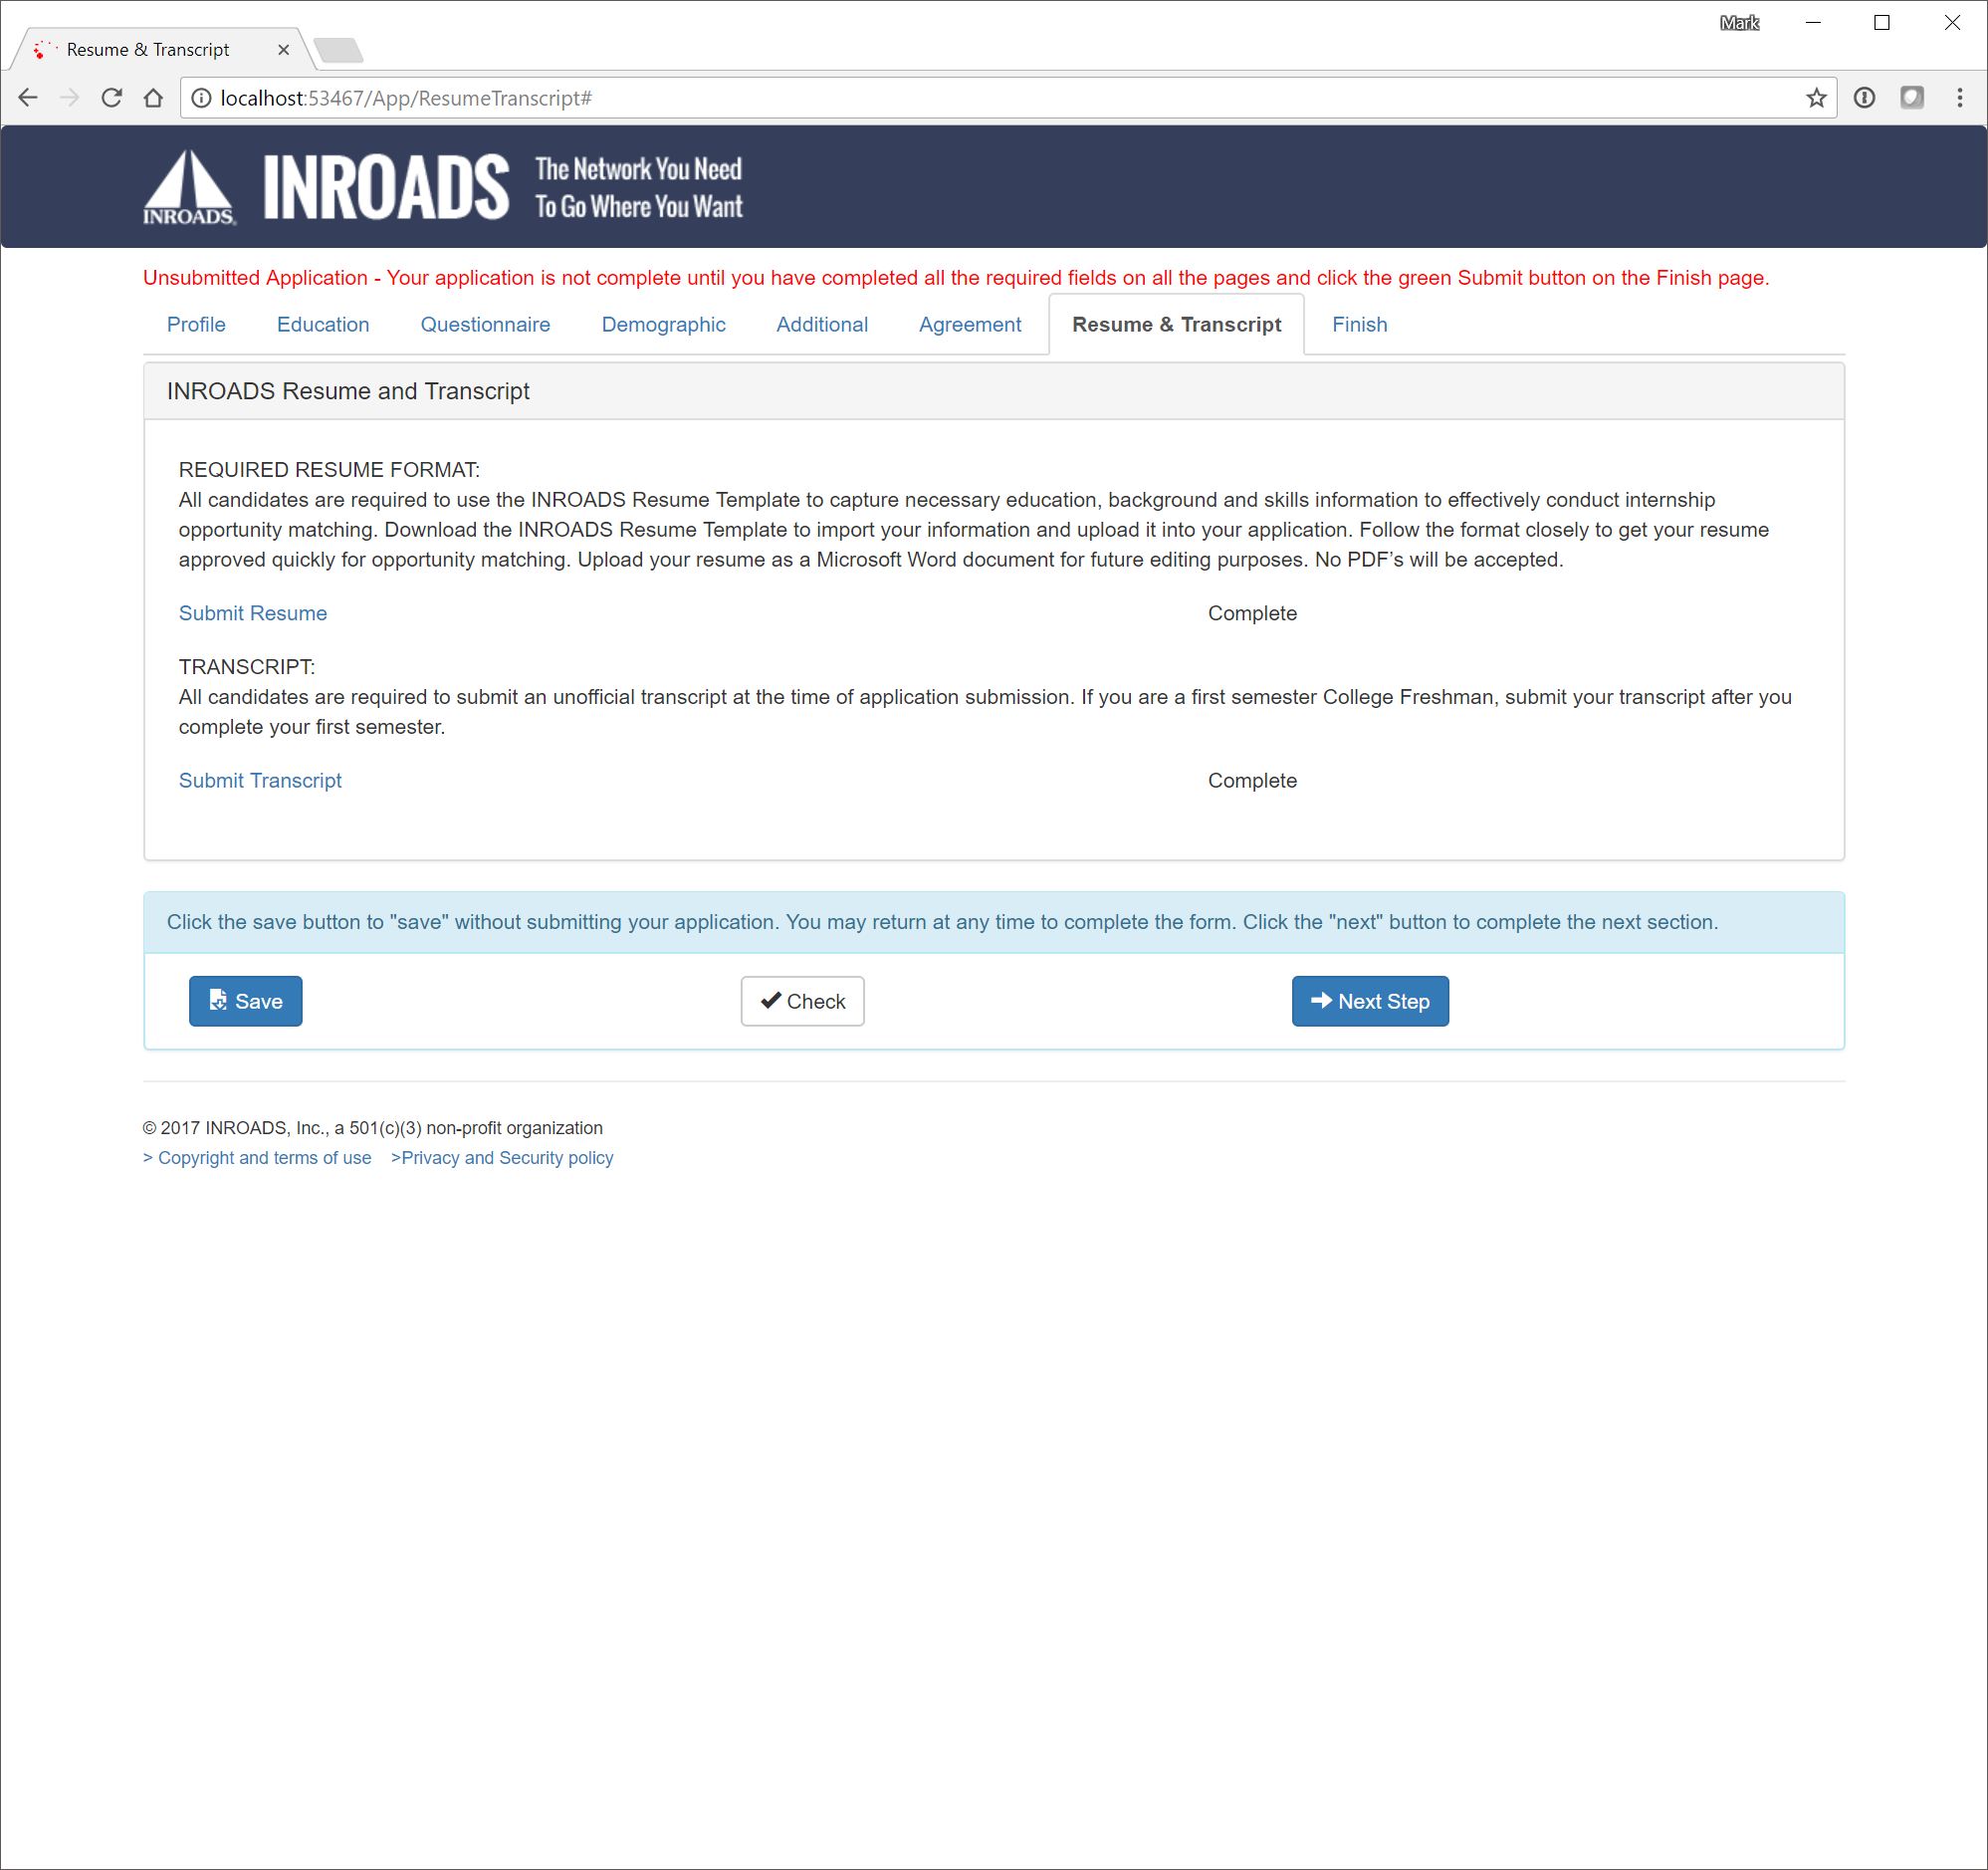 Mark
Resume & Transcript
localhost:53467/App/ResumeTranscript#
INROADS
INROADS
The Network You Need
To Go Where You Want
Unsubmitted Application - Your application is not complete until you have completed all the required fields on all the pages and click the green Submit button on the Finish page.
Profile Education Questionnaire Demographic Additional Agreement Resume & Transcript Finish
INROADS Resume and Transcript
REQUIRED RESUME FORMAT:
All candidates are required to use the INROADS Resume Template to capture necessary education, background and skills information to effectively conduct internship
opportunity matching. Download the INROADS Resume Template to import your information and upload it into your application. Follow the format closely to get your resume
approved quickly for opportunity matching. Upload your resume as a Microsoft Word document for future editing purposes. No PDF’s will be accepted.
Submit Resume Complete
TRANSCRIPT:
All candidates are required to submit an unofficial transcript at the time of application submission. If you are a first semester College Freshman, submit your transcript after you
complete your first semester.
Submit Transcript Complete
Click the save button to "save" without submitting your application. You may return at any time to complete the form. Click the "next" button to complete the next section.
Save Check Next Step
© 2017 INROADS, Inc., a 501(c)(3) non-profit organization
> Copyright and terms of use >Privacy and Security policy